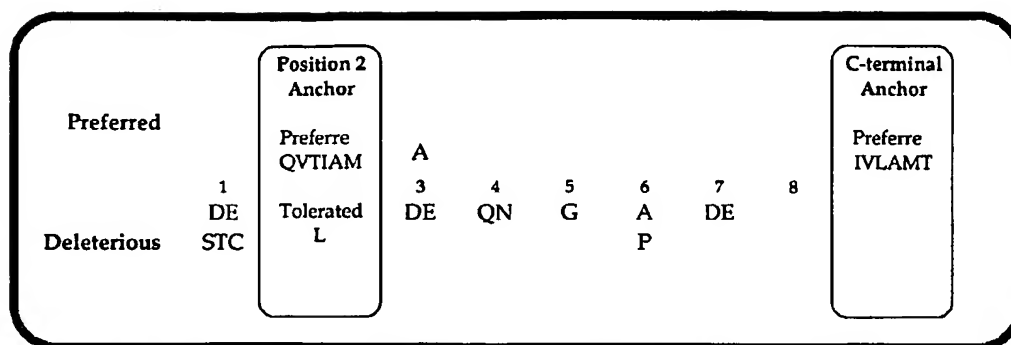 Position 2 C-terminal
Anchor Anchor
Preferred
Preferre Preferre
QVTIAM A IVLAMT
1 3 4 5 6 7 8
DE Tolerated DE QN G A DE
Deleterious STC L P